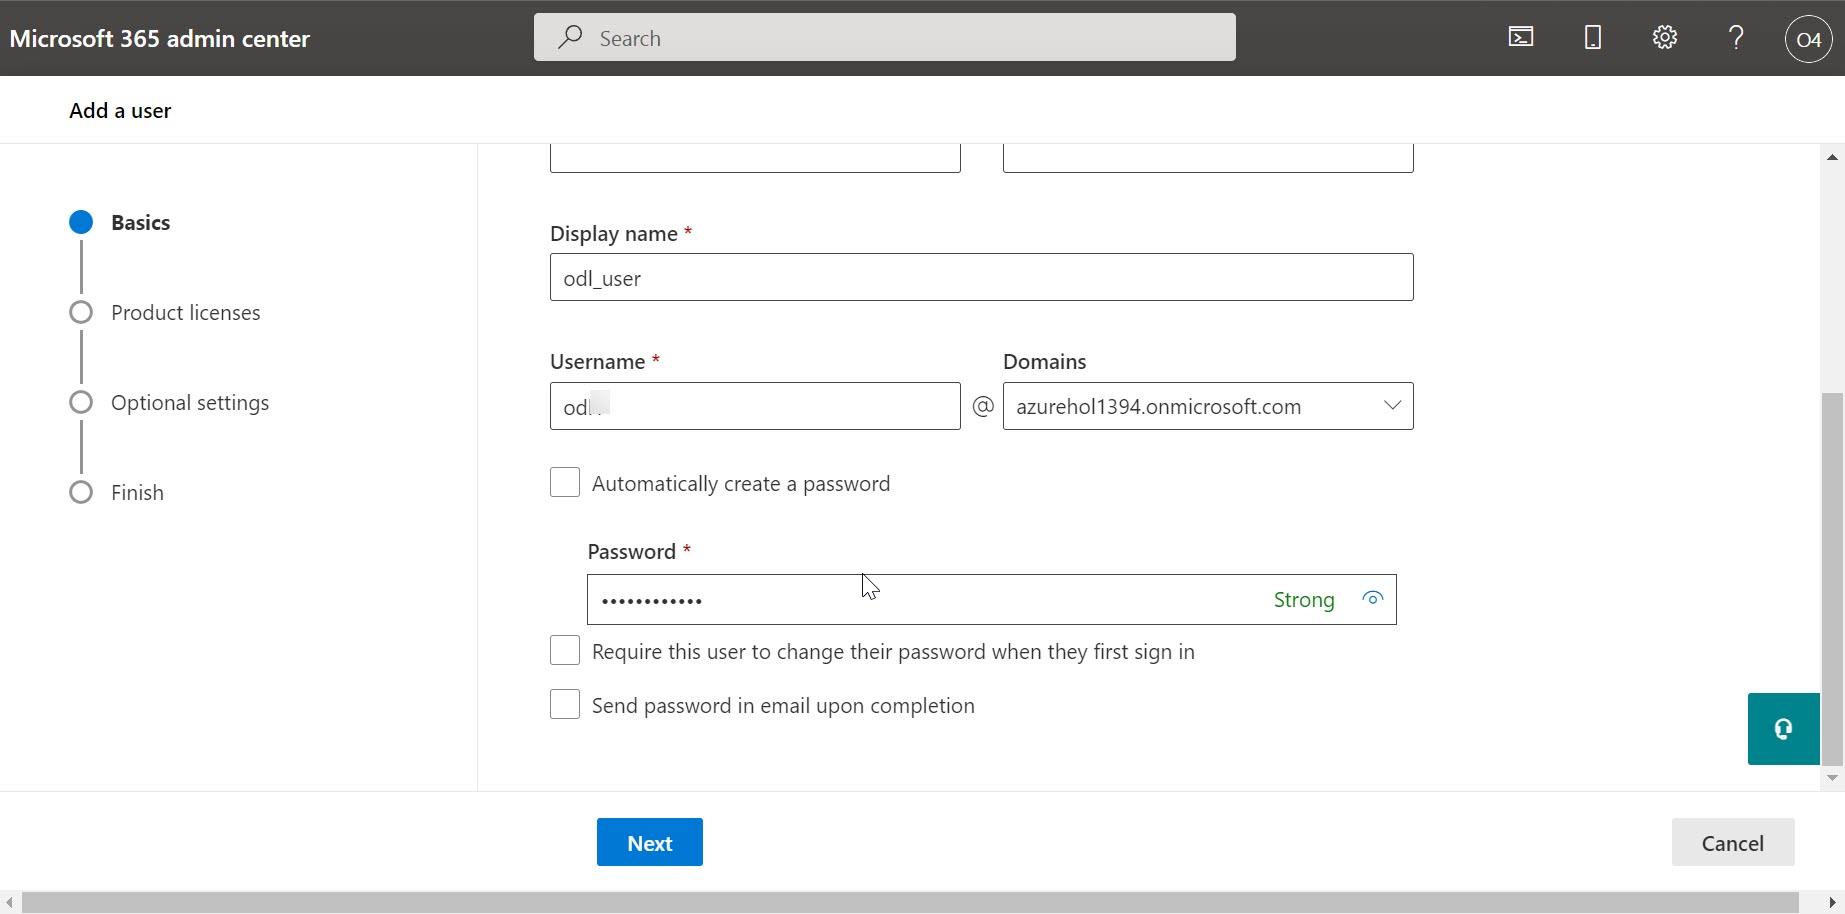 Microsoft 365 admin center
Search
O4
Add a user
Basics
Product licenses
Optional settings
Finish
Display name *
odl_user
Username *
Domains
@
azurehol1394.onmicrosoft.com
Automatically create a password
Password *
••••••••••••
Strong
Require this user to change their password when they first sign in
Send password in email upon completion
Next
Cancel